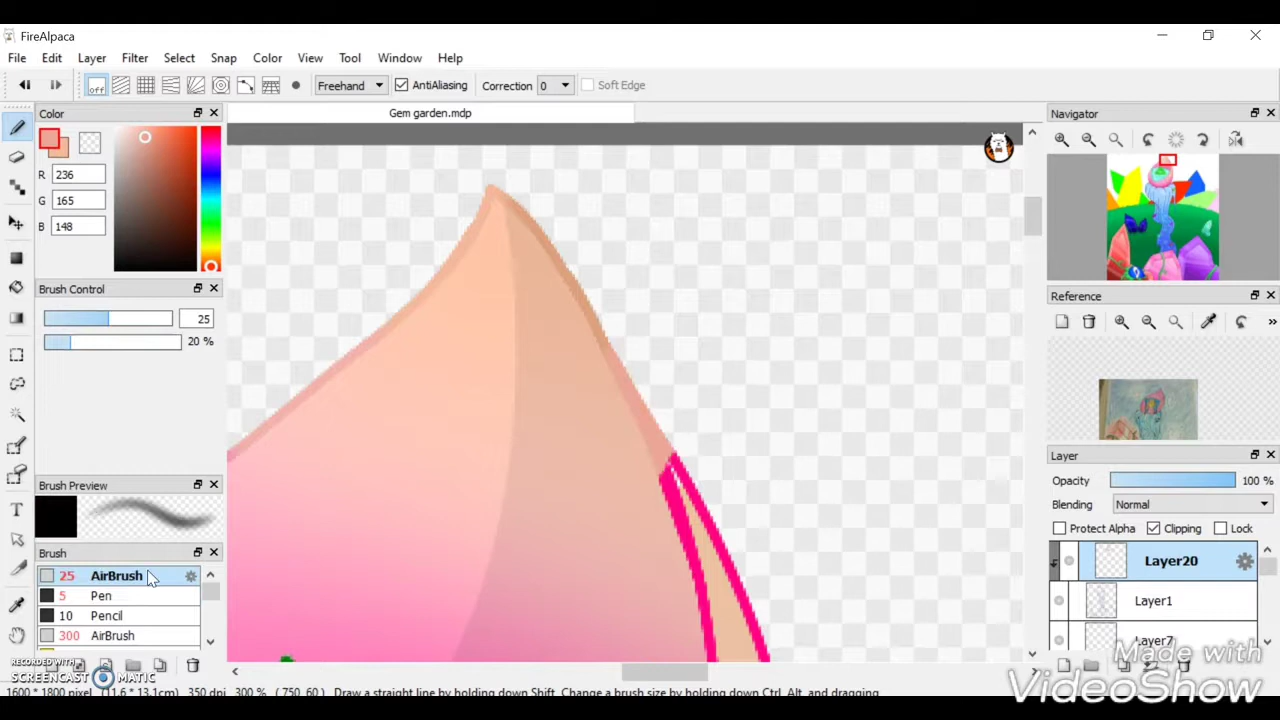 FireAlpaca
File Edit Layer Filter Select Snap Color View Tool Window Help
off Freehand AntiAliasing Correction 0 Soft Edge
Color
Gem garden.mdp
Navigator
R 236
G 165
B 148
Brush Control
25
20 %
Reference
Layer
Opacity 100 %
Blending Normal
Protect Alpha Clipping Lock
Brush Preview
Brush
25 AirBrush
5 Pen
10 Pencil
300 AirBrush
Layer20
Layer1
Layer7
RECORDED WITH
SCREENCAST MATIC
1600 * 1800 pixel (11.6 * 13.1cm) 350 dpi 300 % (750, 60) Draw a straight line by holding down Shift, Change a brush size by holding down Ctrl, Alt, and dragging
Made with
VideoShow